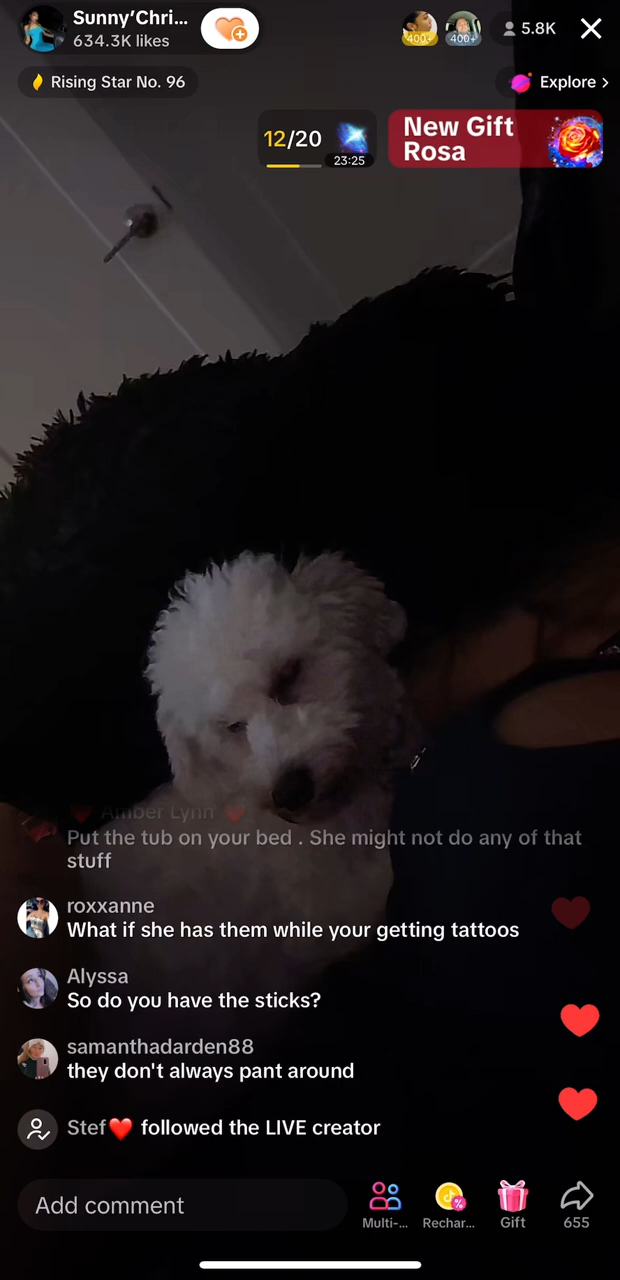 Sunny’Chri...
634.3K likes
400+
400+
5.8K
Rising Star No. 96
Explore >
12/20
23:25
New Gift
Rosa
Amber Lynn
Put the tub on your bed . She might not do any of that
stuff
roxxanne
What if she has them while your getting tattoos
Alyssa
So do you have the sticks?
samanthadarden88
they don't always pant around
Stef❤️ followed the LIVE creator
Add comment
Multi-...
Rechar...
Gift
655